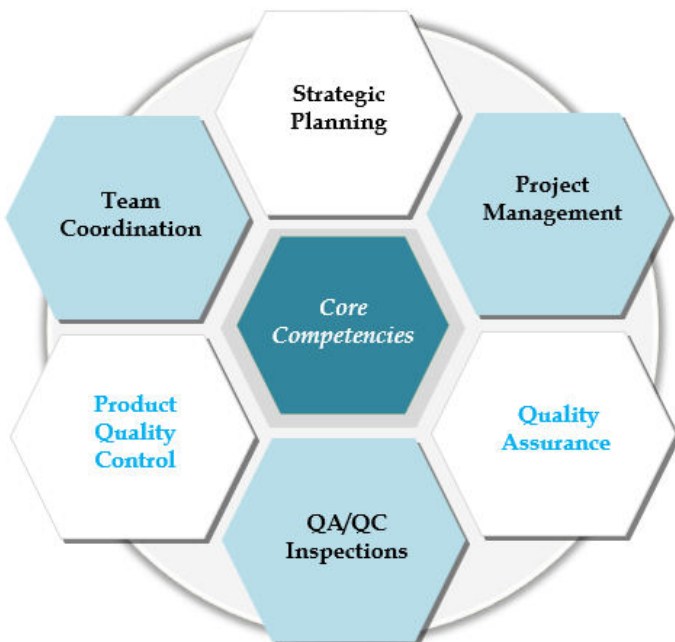 Strategic
Planning
Team
Coordination
Project
Management
Core
Competencies
Product
Quality
Control
Quality
Assurance
QA/QC
Inspections